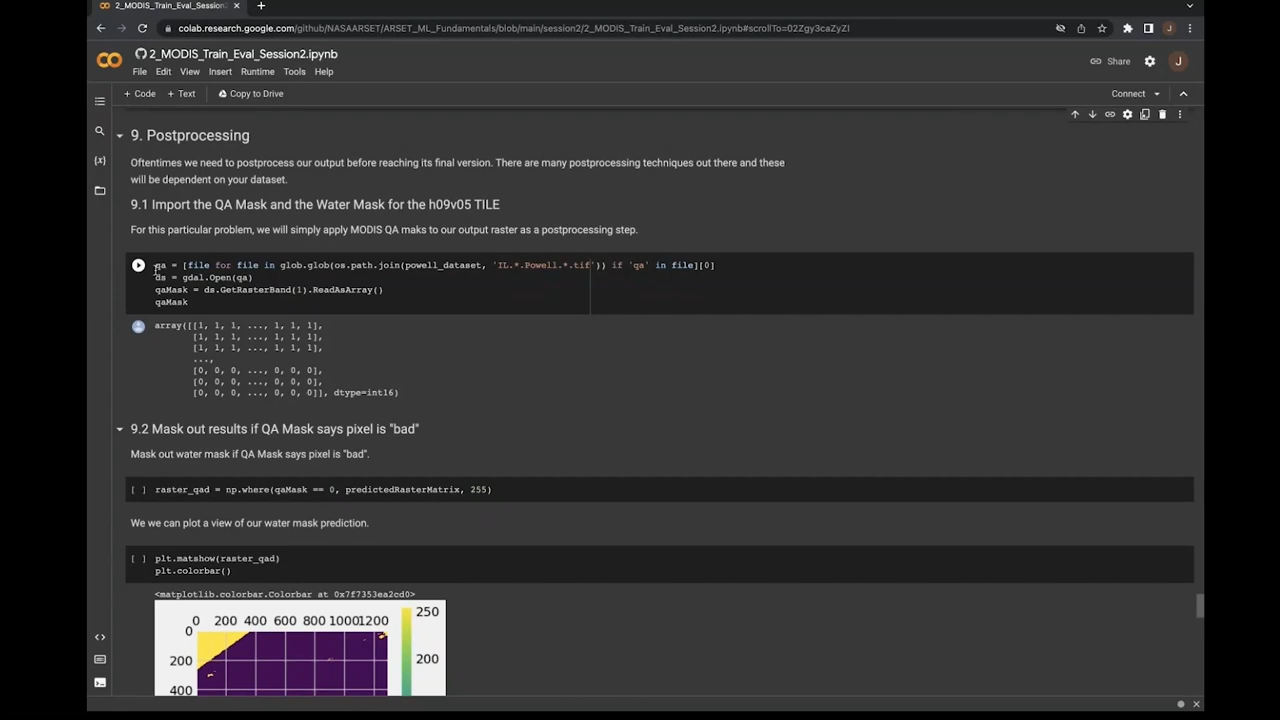 2_MODIS_Train_Eval_Session2.ipynb
colab.research.google.com/github/NASAARSET/ARSET_ML_Fundamentals/blob/main/session2/2_MODIS_Train_Eval_Session2.ipynb#scrollTo=02Zgy3caZyZI
J
2_MODIS_Train_Eval_Session2.ipynb
Share
J
File Edit View Insert Runtime Tools Help
+ Code + Text Copy to Drive
Connect
9. Postprocessing
Oftentimes we need to postprocess our output before reaching its final version. There are many postprocessing techniques out there and these
will be dependent on your dataset.
9.1 Import the QA Mask and the Water Mask for the h09v05 TILE
For this particular problem, we will simply apply MODIS QA maks to our output raster as a postprocessing step.
qa = [file for file in glob.glob(os.path.join(powell_dataset, 'IL.*.Powell.*.tif')) if 'qa' in file][0]
ds = gdal.Open(qa)
qaMask = ds.GetRasterBand(1).ReadAsArray()
qaMask
array([[1, 1, 1, ..., 1, 1, 1],
[1, 1, 1, ..., 1, 1, 1],
[1, 1, 1, ..., 1, 1, 1],
...,
[0, 0, 0, ..., 0, 0, 0],
[0, 0, 0, ..., 0, 0, 0],
[0, 0, 0, ..., 0, 0, 0]], dtype=int16)
9.2 Mask out results if QA Mask says pixel is "bad"
Mask out water mask if QA Mask says pixel is "bad".
[ ] raster_qad = np.where(qaMask == 0, predictedRasterMatrix, 255)
We we can plot a view of our water mask prediction.
[ ] plt.matshow(raster_qad)
plt.colorbar()
<matplotlib.colorbar.Colorbar at 0x7f7353ea2cd0>
0 200 400 600 800 1000 1200
250
0
200
200
400